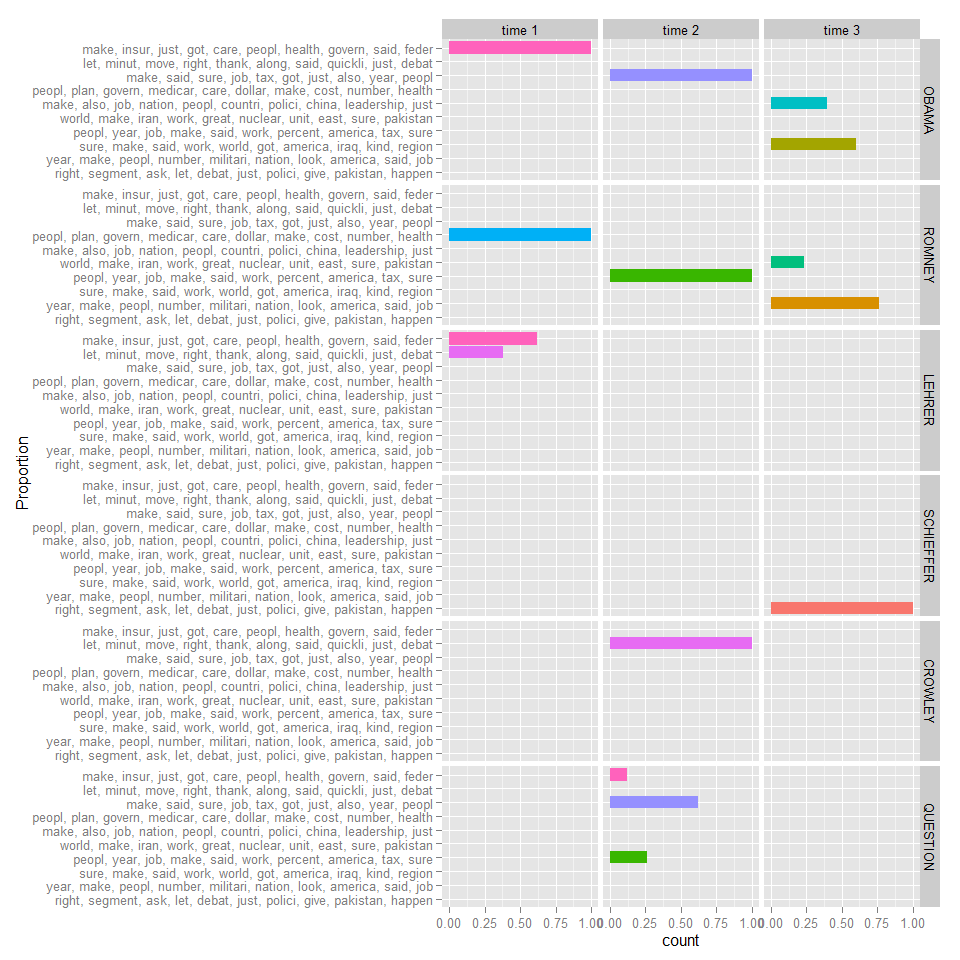 time 1 time 2 time 3
make, insur, just, got, care, peopl, health, govern, said, feder
let, minut, move, right, thank, along, said, quickli, just, debat
make, said, sure, job, tax, got, just, also, year, peopl
peopl, plan, govern, medicar, care, dollar, make, cost, number, health
make, also, job, nation, peopl, countri, polici, china, leadership, just
world, make, iran, work, great, nuclear, unit, east, sure, pakistan
peopl, year, job, make, said, work, percent, america, tax, sure
sure, make, said, work, world, got, america, iraq, kind, region
year, make, peopl, number, militari, nation, look, america, said, job
right, segment, ask, let, debat, just, polici, give, pakistan, happen
OBAMA
make, insur, just, got, care, peopl, health, govern, said, feder
let, minut, move, right, thank, along, said, quickli, just, debat
make, said, sure, job, tax, got, just, also, year, peopl
peopl, plan, govern, medicar, care, dollar, make, cost, number, health
make, also, job, nation, peopl, countri, polici, china, leadership, just
world, make, iran, work, great, nuclear, unit, east, sure, pakistan
peopl, year, job, make, said, work, percent, america, tax, sure
sure, make, said, work, world, got, america, iraq, kind, region
year, make, peopl, number, militari, nation, look, america, said, job
right, segment, ask, let, debat, just, polici, give, pakistan, happen
ROMNEY
make, insur, just, got, care, peopl, health, govern, said, feder
let, minut, move, right, thank, along, said, quickli, just, debat
make, said, sure, job, tax, got, just, also, year, peopl
peopl, plan, govern, medicar, care, dollar, make, cost, number, health
make, also, job, nation, peopl, countri, polici, china, leadership, just
world, make, iran, work, great, nuclear, unit, east, sure, pakistan
peopl, year, job, make, said, work, percent, america, tax, sure
sure, make, said, work, world, got, america, iraq, kind, region
year, make, peopl, number, militari, nation, look, america, said, job
right, segment, ask, let, debat, just, polici, give, pakistan, happen
LEHRER
Proportion
make, insur, just, got, care, peopl, health, govern, said, feder
let, minut, move, right, thank, along, said, quickli, just, debat
make, said, sure, job, tax, got, just, also, year, peopl
peopl, plan, govern, medicar, care, dollar, make, cost, number, health
make, also, job, nation, peopl, countri, polici, china, leadership, just
world, make, iran, work, great, nuclear, unit, east, sure, pakistan
peopl, year, job, make, said, work, percent, america, tax, sure
sure, make, said, work, world, got, america, iraq, kind, region
year, make, peopl, number, militari, nation, look, america, said, job
right, segment, ask, let, debat, just, polici, give, pakistan, happen
SCHIEFFER
make, insur, just, got, care, peopl, health, govern, said, feder
let, minut, move, right, thank, along, said, quickli, just, debat
make, said, sure, job, tax, got, just, also, year, peopl
peopl, plan, govern, medicar, care, dollar, make, cost, number, health
make, also, job, nation, peopl, countri, polici, china, leadership, just
world, make, iran, work, great, nuclear, unit, east, sure, pakistan
peopl, year, job, make, said, work, percent, america, tax, sure
sure, make, said, work, world, got, america, iraq, kind, region
year, make, peopl, number, militari, nation, look, america, said, job
right, segment, ask, let, debat, just, polici, give, pakistan, happen
CROWLEY
make, insur, just, got, care, peopl, health, govern, said, feder
let, minut, move, right, thank, along, said, quickli, just, debat
make, said, sure, job, tax, got, just, also, year, peopl
peopl, plan, govern, medicar, care, dollar, make, cost, number, health
make, also, job, nation, peopl, countri, polici, china, leadership, just
world, make, iran, work, great, nuclear, unit, east, sure, pakistan
peopl, year, job, make, said, work, percent, america, tax, sure
sure, make, said, work, world, got, america, iraq, kind, region
year, make, peopl, number, militari, nation, look, america, said, job
right, segment, ask, let, debat, just, polici, give, pakistan, happen
QUESTION
0.00 0.25 0.50 0.75 1.00 0.00 0.25 0.50 0.75 1.00 0.00 0.25 0.50 0.75 1.00
count